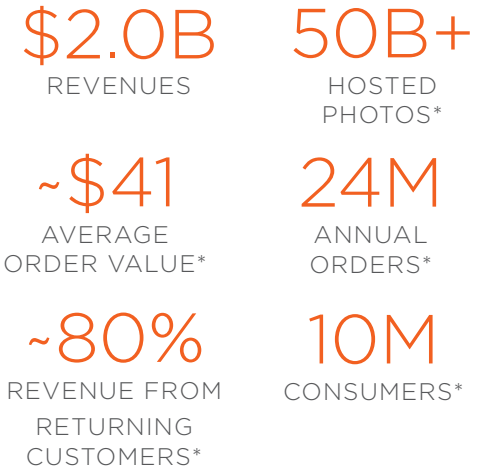 $2.0B
REVENUES
50B+
HOSTED
PHOTOS*
~$41
AVERAGE
ORDER VALUE*
24M
ANNUAL
ORDERS*
~80%
REVENUE FROM
RETURNING
CUSTOMERS*
10M
CONSUMERS*